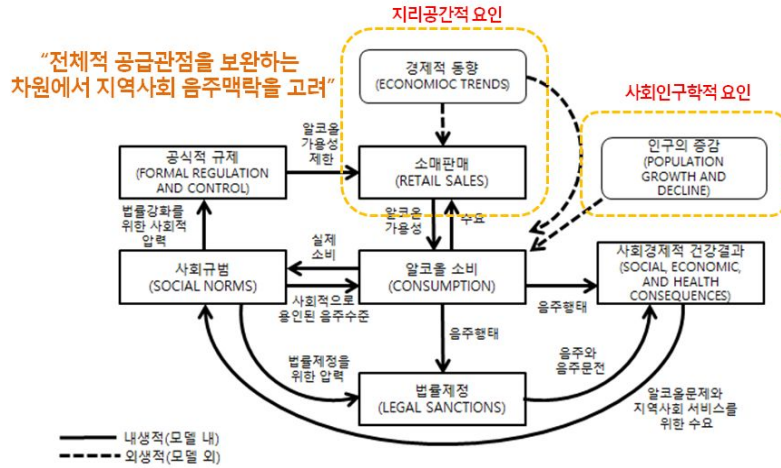 지리공간적 요인
"전체적 공급관점을 보완하는
차원에서 지역사회 음주맥락을 고려"
경제적 동향
(ECONOMIOC TRENDS)
사회인구학적 요인
인구의 증감
(POPULATION
GROWTH AND
DECLINE)
공식적 규제
(FORMAL REGULATION
AND CONTROL)
알코올
가용성
제한
소매판매
(RETAIL SALES)
법률강화를
위한 사회적
압력
알코올
가용성
수요
실제
소비
사회규범
(SOCIAL NORMS)
사회적으로
용인된 음주수준
알코올 소비
(CONSUMPTION)
음주행태
사회경제적 건강결과
(SOCIAL, ECONOMIC,
AND HEALTH
CONSEQUENCES)
음주행태
법률제정을
위한 압력
법률제정
(LEGAL SANCTIONS)
음주와
음주문전
알코올문제와
지역사회 서비스를
위한 수요
내생적(모델 내)
외생적(모델 외)